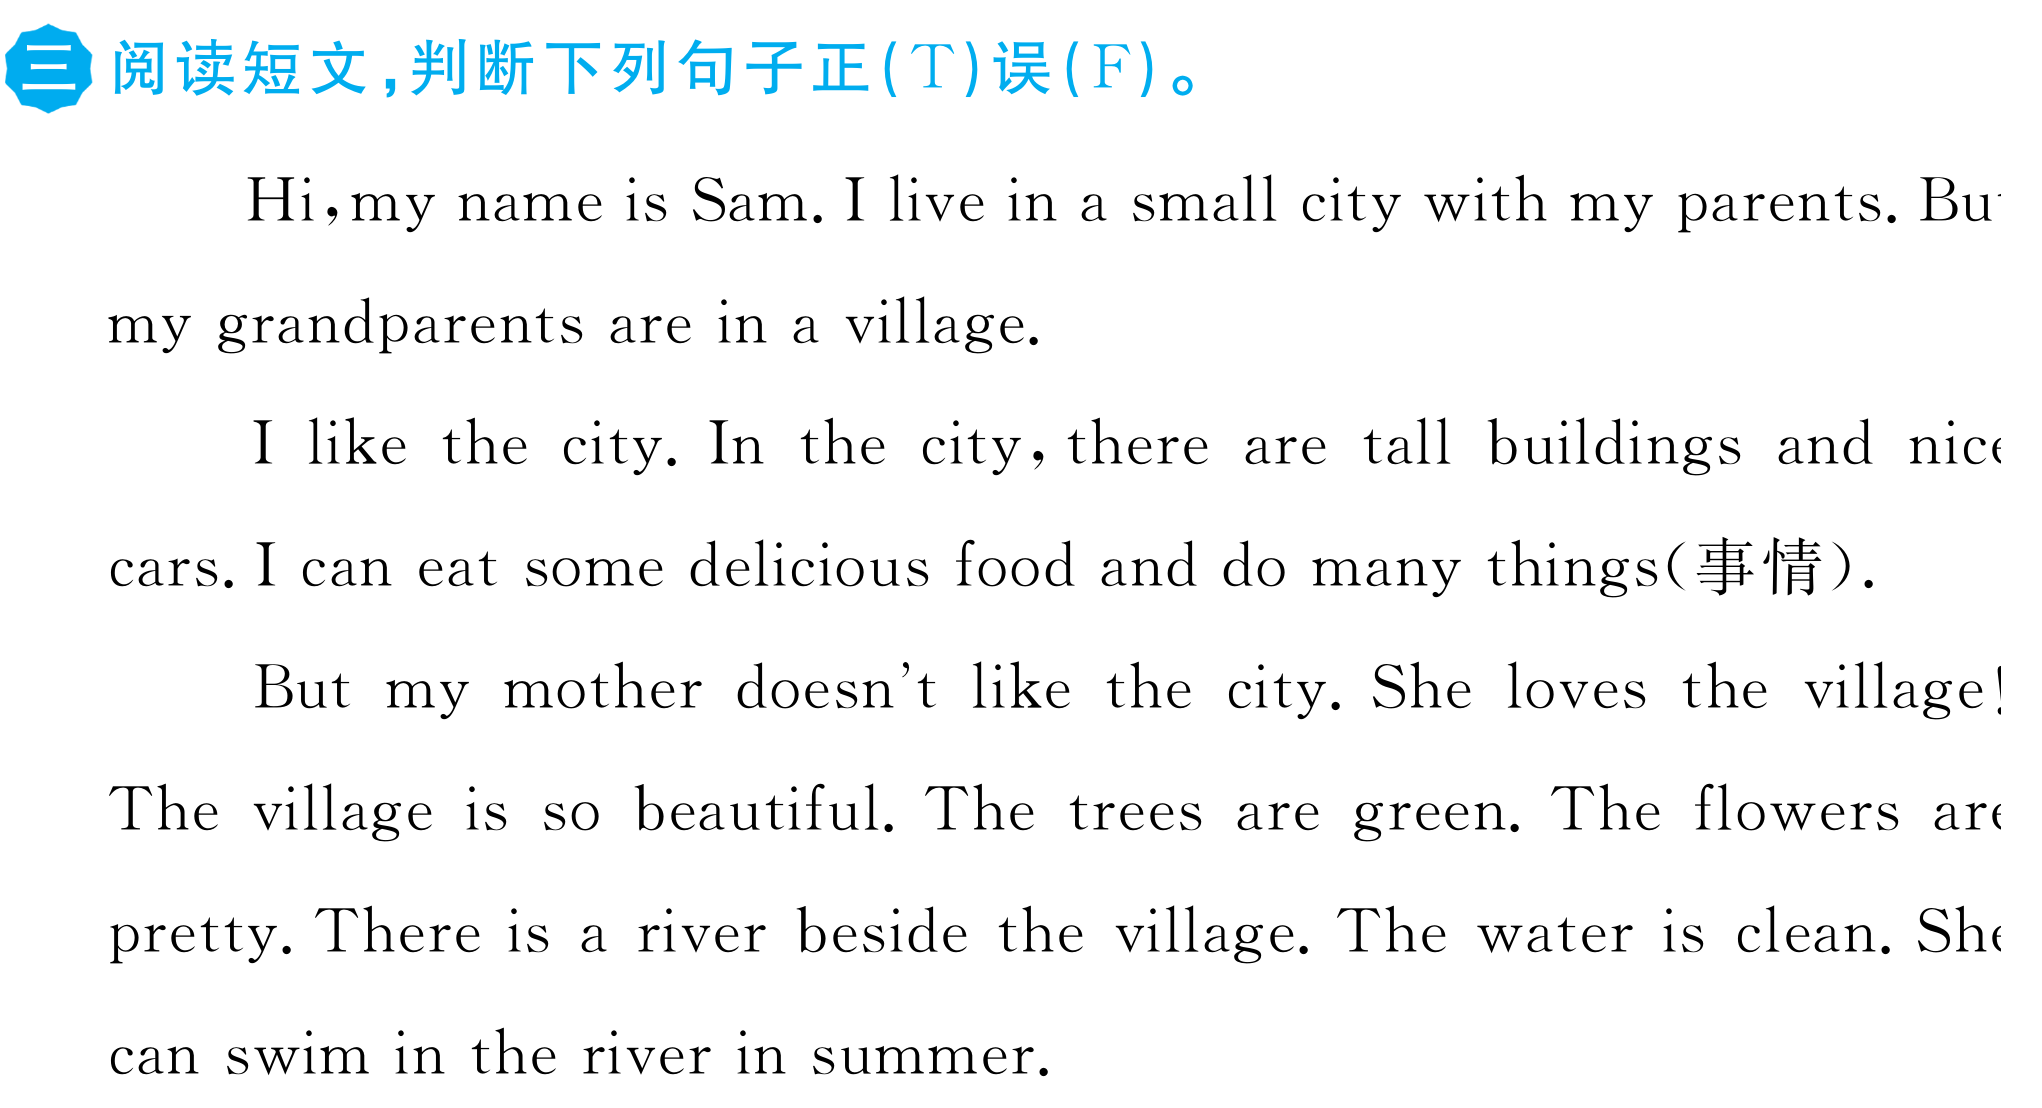 三 阅读短文,判断下列句子正(T)误(F)。
Hi,my name is Sam. I live in a small city with my parents. But
my grandparents are in a village.
I like the city. In the city, there are tall buildings and nice
cars. I can eat some delicious food and do many things(事情).
But my mother doesn't like the city. She loves the village!
The village is so beautiful. The trees are green. The flowers are
pretty. There is a river beside the village. The water is clean. She
can swim in the river in summer.